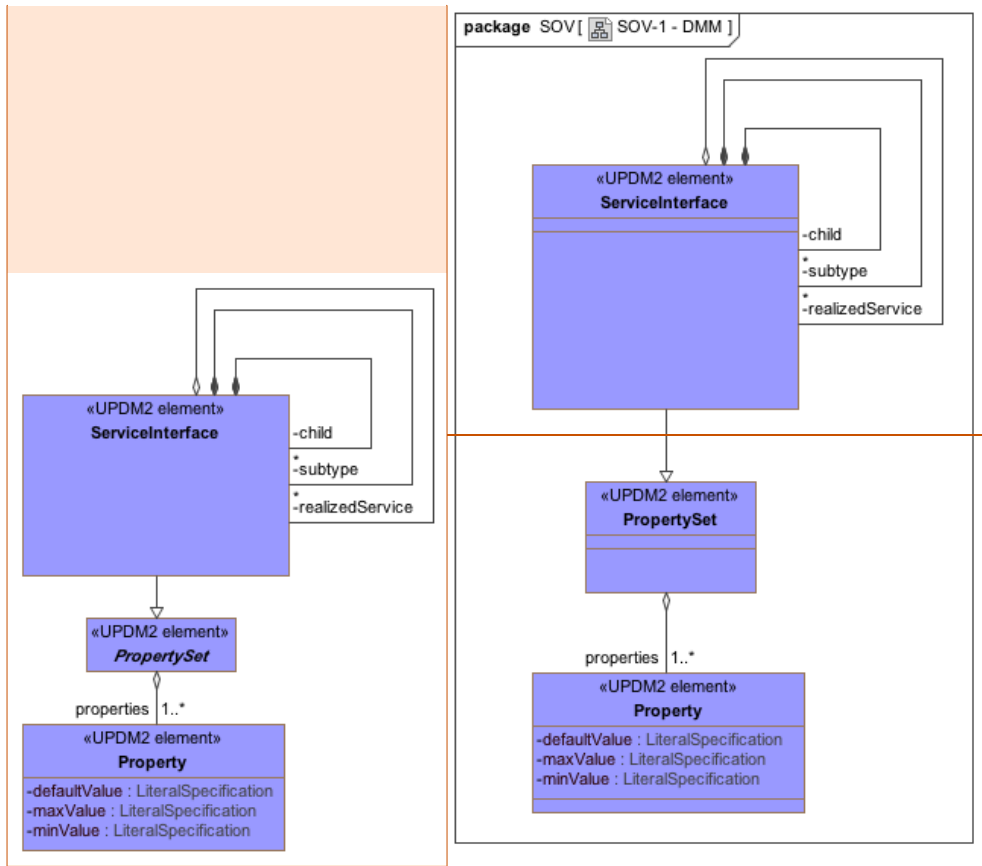 «UPDM2 element»
ServiceInterface
-child
*
-subtype
*
-realizedService
«UPDM2 element»
PropertySet
properties 1..*
«UPDM2 element»
Property
-defaultValue : LiteralSpecification
-maxValue : LiteralSpecification
-minValue : LiteralSpecification
package SOV [ SOV-1 - DMM ]
«UPDM2 element»
ServiceInterface
-child
*
-subtype
*
-realizedService
«UPDM2 element»
PropertySet
properties 1..*
«UPDM2 element»
Property
-defaultValue : LiteralSpecification
-maxValue : LiteralSpecification
-minValue : LiteralSpecification